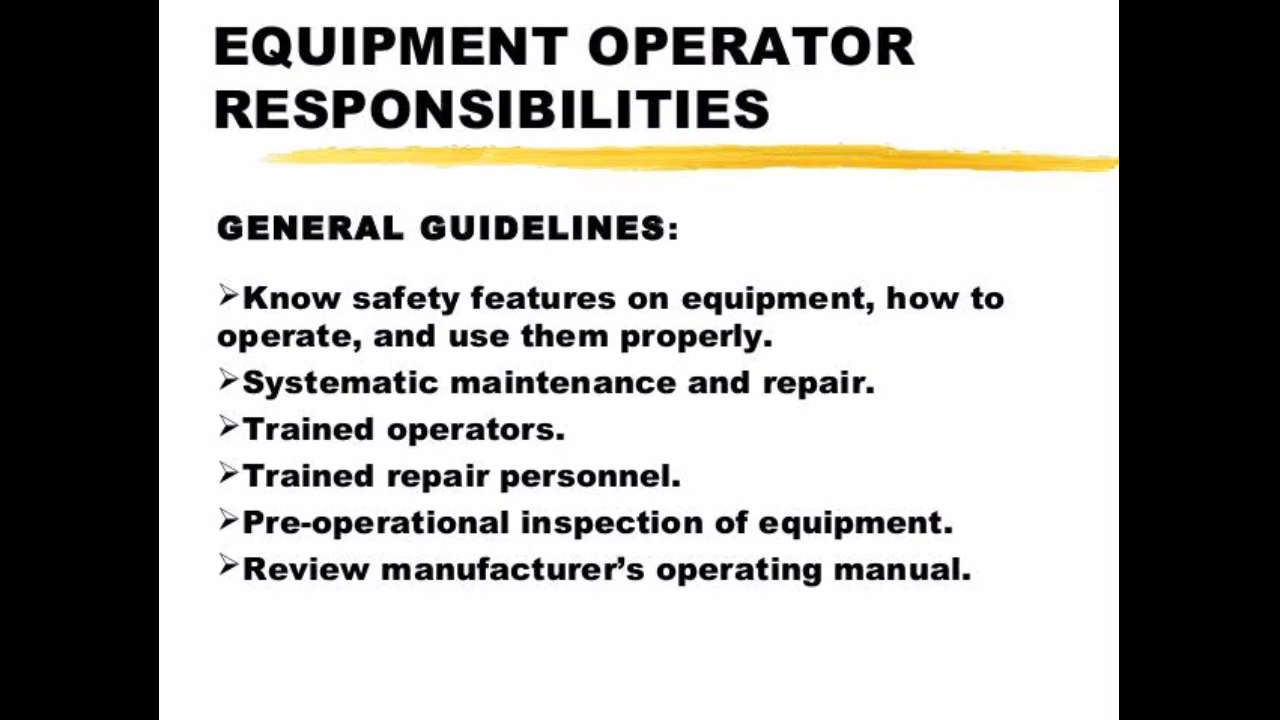 EQUIPMENT OPERATOR
RESPONSIBILITIES
GENERAL GUIDELINES:
➢Know safety features on equipment, how to
operate, and use them properly.
➢Systematic maintenance and repair.
➢Trained operators.
➢Trained repair personnel.
➢Pre-operational inspection of equipment.
➢Review manufacturer’s operating manual.